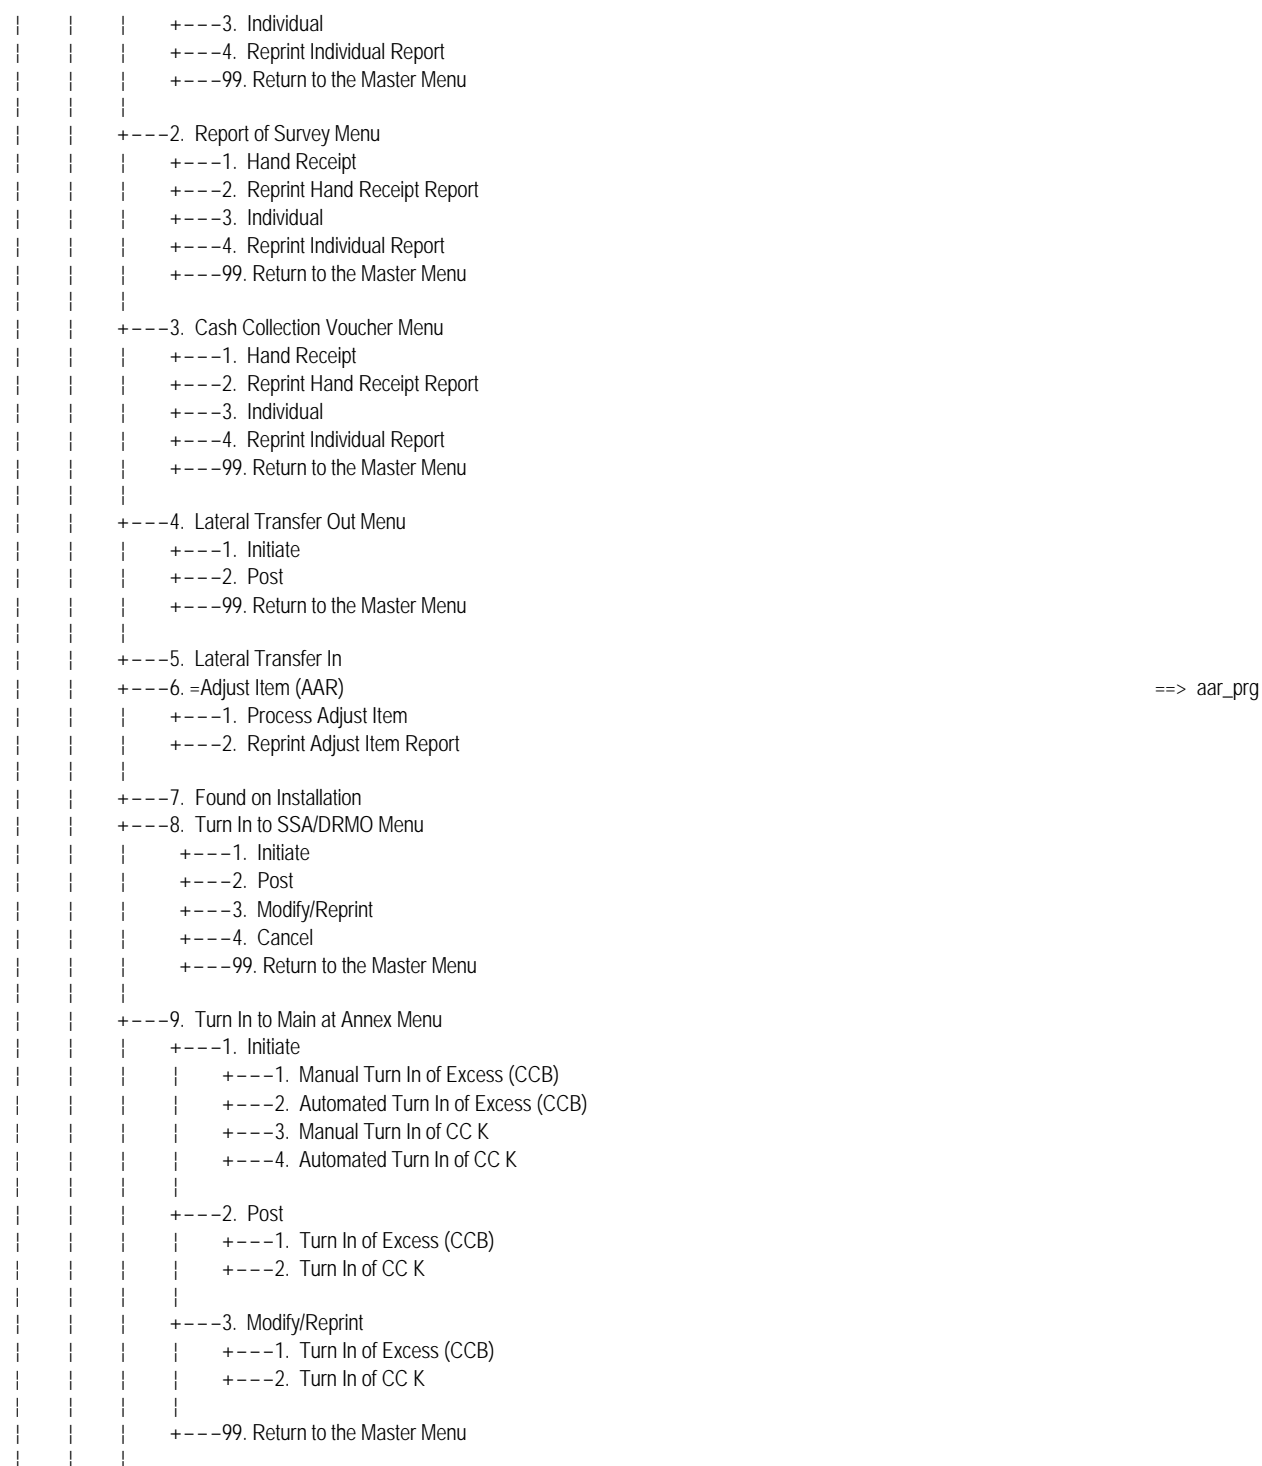 ¦ ¦ ¦ +−−−3. Individual
¦ ¦ ¦ +−−−4. Reprint Individual Report
¦ ¦ ¦ +−−−99. Return to the Master Menu
¦ ¦ ¦
¦ ¦ +−−−2. Report of Survey Menu
¦ ¦ ¦ +−−−1. Hand Receipt
¦ ¦ ¦ +−−−2. Reprint Hand Receipt Report
¦ ¦ ¦ +−−−3. Individual
¦ ¦ ¦ +−−−4. Reprint Individual Report
¦ ¦ ¦ +−−−99. Return to the Master Menu
¦ ¦ ¦
¦ ¦ +−−−3. Cash Collection Voucher Menu
¦ ¦ ¦ +−−−1. Hand Receipt
¦ ¦ ¦ +−−−2. Reprint Hand Receipt Report
¦ ¦ ¦ +−−−3. Individual
¦ ¦ ¦ +−−−4. Reprint Individual Report
¦ ¦ ¦ +−−−99. Return to the Master Menu
¦ ¦ ¦
¦ ¦ +−−−4. Lateral Transfer Out Menu
¦ ¦ ¦ +−−−1. Initiate
¦ ¦ ¦ +−−−2. Post
¦ ¦ ¦ +−−−99. Return to the Master Menu
¦ ¦ ¦
¦ ¦ +−−−5. Lateral Transfer In
¦ ¦ +−−−6. =Adjust Item (AAR) ==> aar_prg
¦ ¦ ¦ +−−−1. Process Adjust Item
¦ ¦ ¦ +−−−2. Reprint Adjust Item Report
¦ ¦ ¦
¦ ¦ +−−−7. Found on Installation
¦ ¦ +−−−8. Turn In to SSA/DRMO Menu
¦ ¦ ¦ +−−−1. Initiate
¦ ¦ ¦ +−−−2. Post
¦ ¦ ¦ +−−−3. Modify/Reprint
¦ ¦ ¦ +−−−4. Cancel
¦ ¦ ¦ +−−−99. Return to the Master Menu
¦ ¦ ¦
¦ ¦ +−−−9. Turn In to Main at Annex Menu
¦ ¦ ¦ +−−−1. Initiate
¦ ¦ ¦ ¦ +−−−1. Manual Turn In of Excess (CCB)
¦ ¦ ¦ ¦ +−−−2. Automated Turn In of Excess (CCB)
¦ ¦ ¦ ¦ +−−−3. Manual Turn In of CC K
¦ ¦ ¦ ¦ +−−−4. Automated Turn In of CC K
¦ ¦ ¦ ¦
¦ ¦ ¦ +−−−2. Post
¦ ¦ ¦ ¦ +−−−1. Turn In of Excess (CCB)
¦ ¦ ¦ ¦ +−−−2. Turn In of CC K
¦ ¦ ¦ ¦
¦ ¦ ¦ +−−−3. Modify/Reprint
¦ ¦ ¦ ¦ +−−−1. Turn In of Excess (CCB)
¦ ¦ ¦ ¦ +−−−2. Turn In of CC K
¦ ¦ ¦ ¦
¦ ¦ ¦ +−−−99. Return to the Master Menu
¦ ¦ ¦